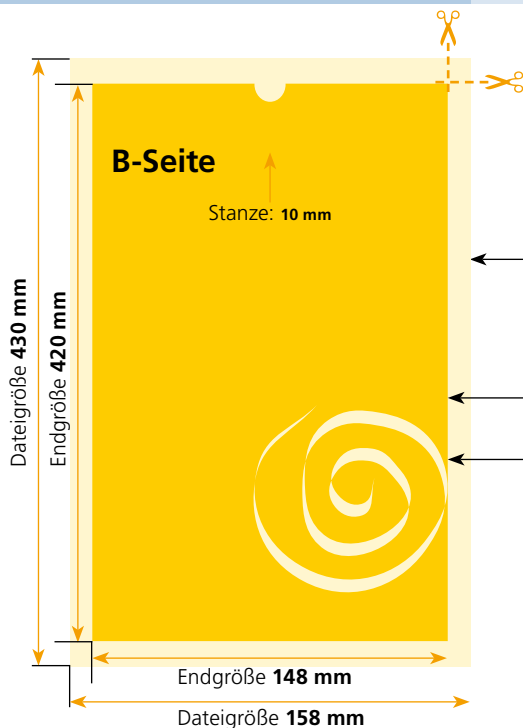 B-Seite
Stanze: 10 mm
Dateigröße 430 mm
Endgröße 420 mm
Endgröße 148 mm
Dateigröße 158 mm